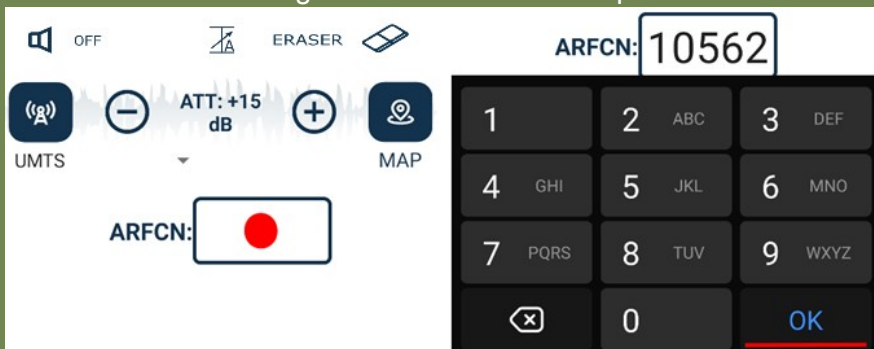 OFF
ERASER
ATT: +15
dB
UMTS
MAP
ARFCN:
ARFCN: 10562
1
2 ABC
3 DEF
4 GHI
5 JKL
6 MNO
7 PQRS
8 TUV
9 WXYZ
0
OK